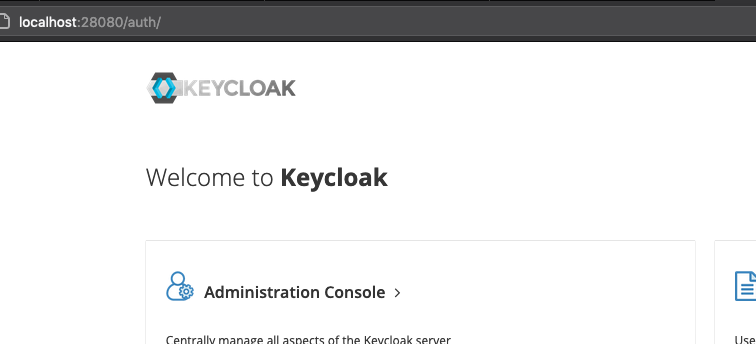 localhost:28080/auth/
KEYCLOAK
Welcome to Keycloak
Administration Console >
Centrally manage all aspects of the Keycloak server
Use